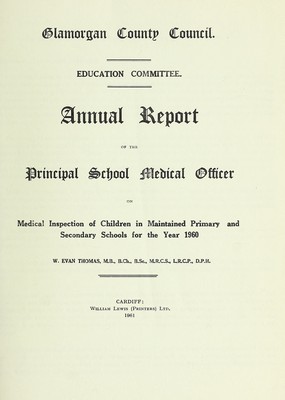 Glamorgan County Council.
EDUCATION COMMITTEE.
Annual Report
OF THE
Principal School Medical Officer
ON
Medical Inspection of Children in Maintained Primary and
Secondary Schools for the Year 1960
W. EVAN THOMAS, M.B., B.Ch., B.Sc., M.R.C.S., L.R.C.P., D.P.H.
CARDIFF:
WILLIAM LEWIS (PRINTERS) LTD.
1961